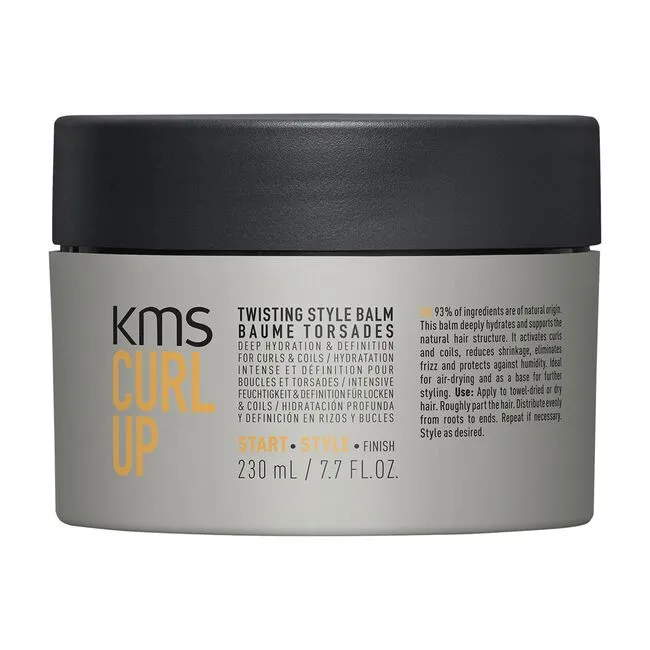 KMS
CURL
UP
TWISTING STYLE BALM
BAUME TORSADES
DEEP HYDRATION & DEFINITION
FOR CURLS & COILS / HYDRATATION
INTENSE ET DÉFINITION POUR
BOUCLES ET TORSADES / INTENSIVE
FEUCHTIGKEIT & DEFINITION FÜR LOCKEN
& COILS / HIDRATACIÓN PROFUNDA
Y DEFINICIÓN EN RIZOS Y BUCLES
START • STYLE • FINISH
230 mL / 7.7 FL.OZ.
93% of ingredients are of natural origin.
This balm deeply hydrates and supports the
natural hair structure. It activates curls
and coils, reduces shrinkage, eliminates
frizz and protects against humidity. Ideal
for air-drying and as a base for further
styling. Use: Apply to towel-dried or dry
hair. Roughly part the hair. Distribute evenly
from roots to ends. Repeat if necessary.
Style as desired.